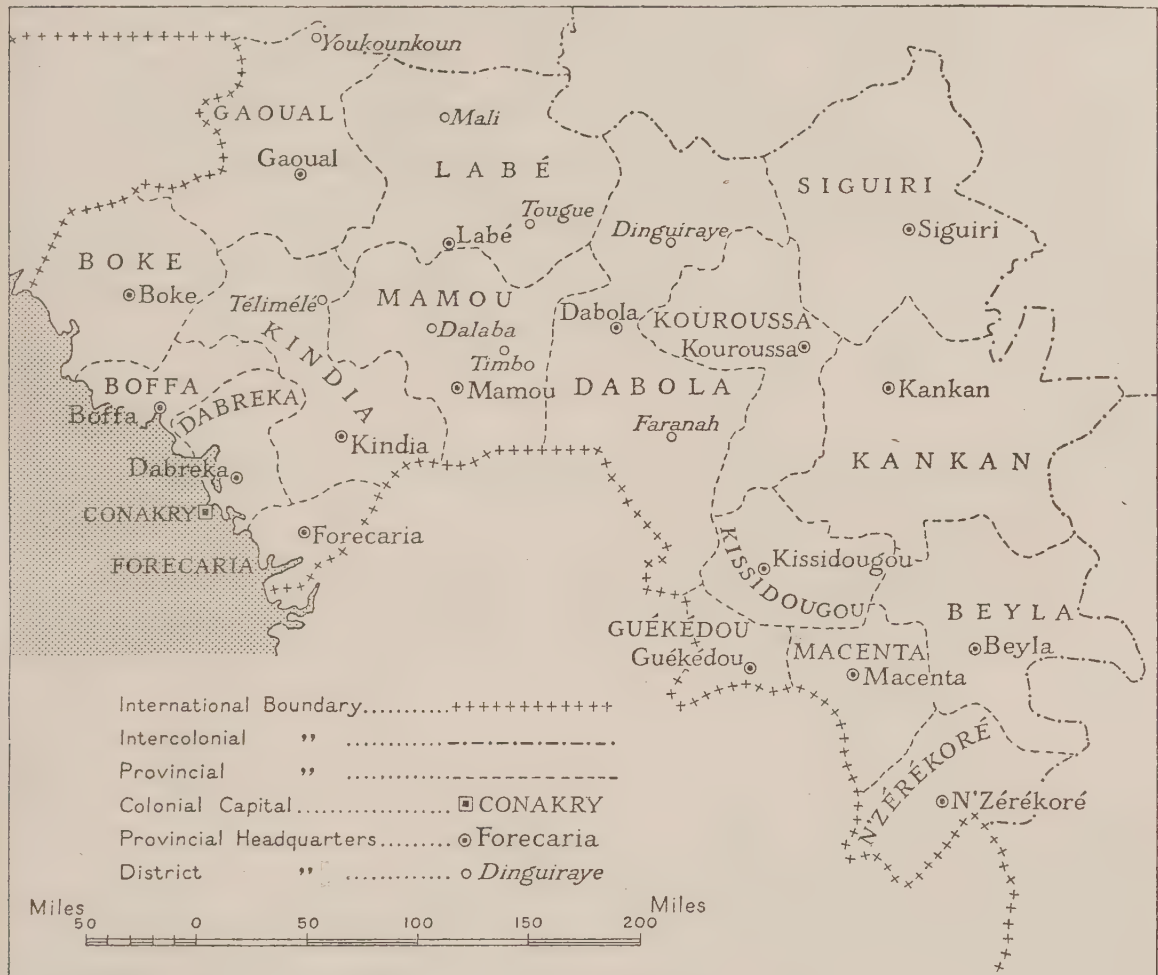 Youkounkoun
GAOUAL
Mali
Gaoual
LABÉ
SIGUIRI
Tougue
Dinguiraye
Siguiri
Labé
BOKE
Boke
Télimélé
MAMOU
Dabola
KOUROUSSA
Dalaba
KINDIA
Timbo
Kouroussa
BOFFA
Boffa
DABREKA
Mamou
DABOLA
Kankan
Kindia
Faranah
KANKAN
Dabreka
CONAKRY
Forecaria
FORECARIA
KISSIDOUGOU
Kissidougou
BEYLA
GUÉKÉDOU
Guékédou
MACENTA
Macenta
Beyla
N'ZÉRÉKORÉ
N'Zérékoré
International Boundary..........
Intercolonial " ..........
Provincial " ..........
Colonial Capital .............. CONAKRY
Provincial Headquarters........ Forecaria
District " ............ Dinguiraye
Miles Miles
50 0 50 100 150 200